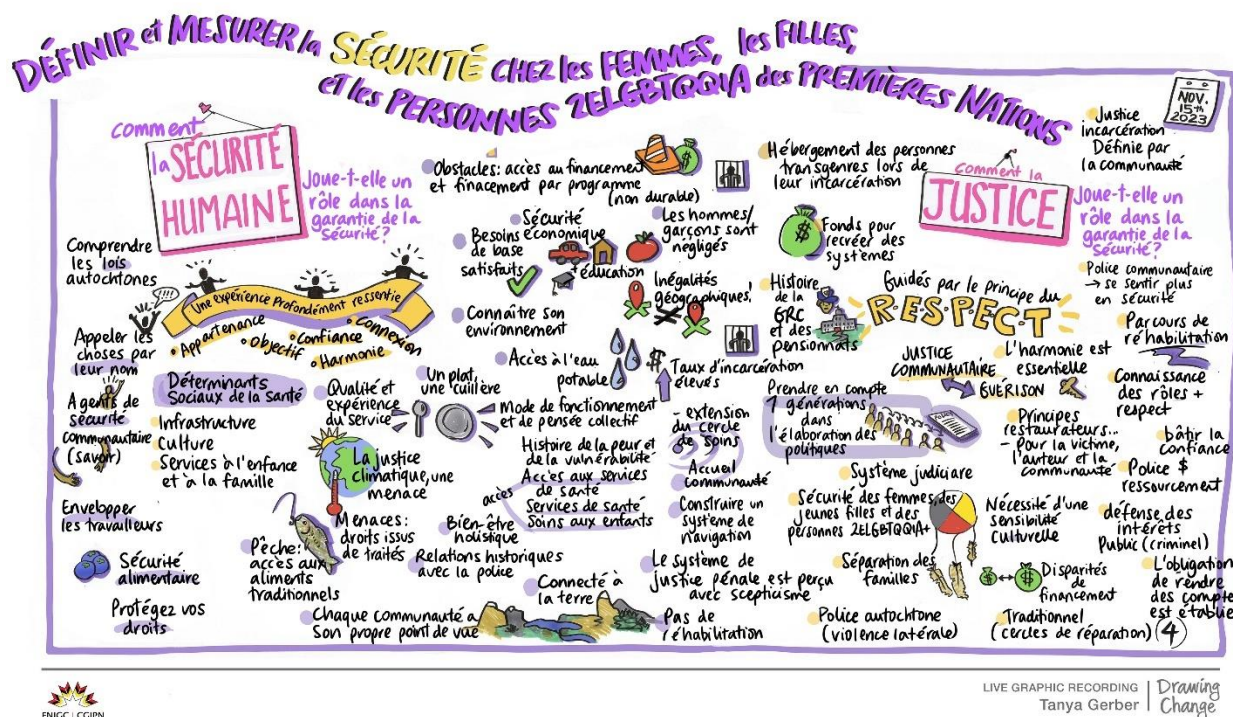 DÉFINIR et MESURER la SÉCURITÉ CHEZ les FEMMES, les FILLES,
et les PERSONNES 2ELGBTQQIA des PREMIÈRES NATIONS
NOV.
15th
2023
comment
la SÉCURITÉ
HUMAINE
Joue-t-elle un
rôle dans la
garantie de la
Sécurité?
Comprendre
les lois
autochtones
Une expérience profondément ressentie
• Appartenance
• objectif
• Confiance
• Connexion
• Harmonie
Appeler les
choses par
leur nom
Agents de
sécurité
communautaire
(savoir)
Envelopper
les travailleurs
Sécurité
alimentaire
Protégez vos
droits
Déterminants
Sociaux de la Santé
Infrastructure
Culture
Services à l'enfance
et à la famille
Pêche:
accès aux
aliments
traditionnels
Obstacles: accès au financement
et financement par programme
(non durable)
Sécurité
économique
Besoins
de base
satisfaits
+ éducation
Les hommes/
garçons sont
négligés
Connaître son
environnement
Inégalités
géographiques
Accès à l'eau
potable
Taux d'incarcération
élevés
Qualité et
expérience
du Service
Un plat,
une cuillère
Mode de fonctionnement
et de pensée collectif
La justice
climatique, une
menace
Histoire de la peur et
de la vulnérabilité
accès
Accès aux services
de santé
Services de santé
Soins aux enfants
Menaces:
droits issus
de traités
Bien-être
holistique
Relations historiques
avec la police
Connecté à
la terre
Chaque communauté a
Son propre point de vue
- extension
du cercle
de soins
Accueil
communauté
Construire un
système de
navigation
Le système de
justice pénale est perçu
avec scepticisme
Pas de
réhabilitation
Hébergement des personnes
transgenres lors de
leur incarcération
Fonds pour
recréer des
systèmes
Histoire
de la
GRC
et des
pensionnats
comment la
JUSTICE
Joue-t-elle un
rôle dans la
garantie de la
Sécurité?
Justice
incarcération
Définie par
la communauté
guidés par le principe du
R·E·S·P·E·C·T
JUSTICE
COMMUNAUTAIRE
L'harmonie est
essentielle
GUÉRISON
Prendre en compte
7 générations
dans
l'élaboration des
politiques
Principes
restaurateurs...
- Pour la victime,
l'auteur et la
communauté
Système judiciaire
Sécurité des femmes, des
jeunes filles et des
personnes 2ELGBTQQIA+
Nécessité d'une
sensibilité
culturelle
Séparation des
familles
Disparités
de
financement
Police autochtone
(violence latérale)
Traditionnel
(cercles de réparation)
4
Police communautaire
→ se sentir plus
en sécurité
Parcours de
réhabilitation
Connaissance
des rôles +
respect
bâtir la
Confiance
Police $
ressourcement
défense des
intérêts
Public (criminel)
L'obligation
de rendre
des compte
est établie
FNIGC | CGIPN
LIVE GRAPHIC RECORDING
Tanya Gerber
Drawing
Change